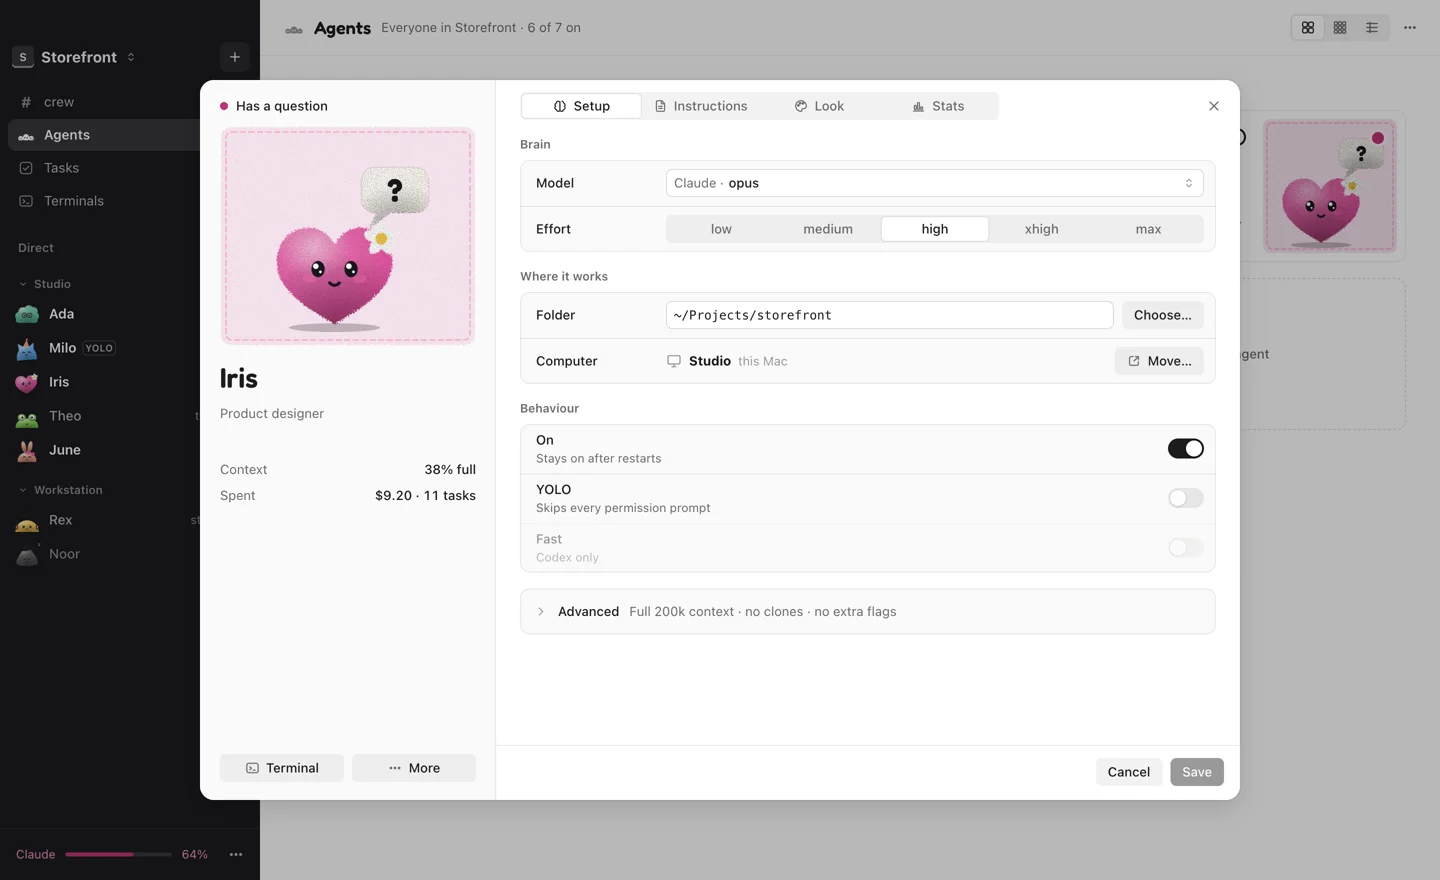 S Storefront
# crew
Agents
Tasks
Terminals
Direct
Studio
Ada
Milo YOLO
Iris
Theo
June
Workstation
Rex
Noor
Claude 64%
Agents Everyone in Storefront · 6 of 7 on
Has a question
?
Iris
Product designer
Context 38% full
Spent $9.20 · 11 tasks
Terminal
More
Setup
Instructions
Look
Stats
Brain
Model Claude · opus
Effort low medium high xhigh max
Where it works
Folder ~/Projects/storefront Choose...
Computer Studio this Mac Move...
Behaviour
On
Stays on after restarts
YOLO
Skips every permission prompt
Fast
Codex only
Advanced Full 200k context · no clones · no extra flags
Cancel
Save
?